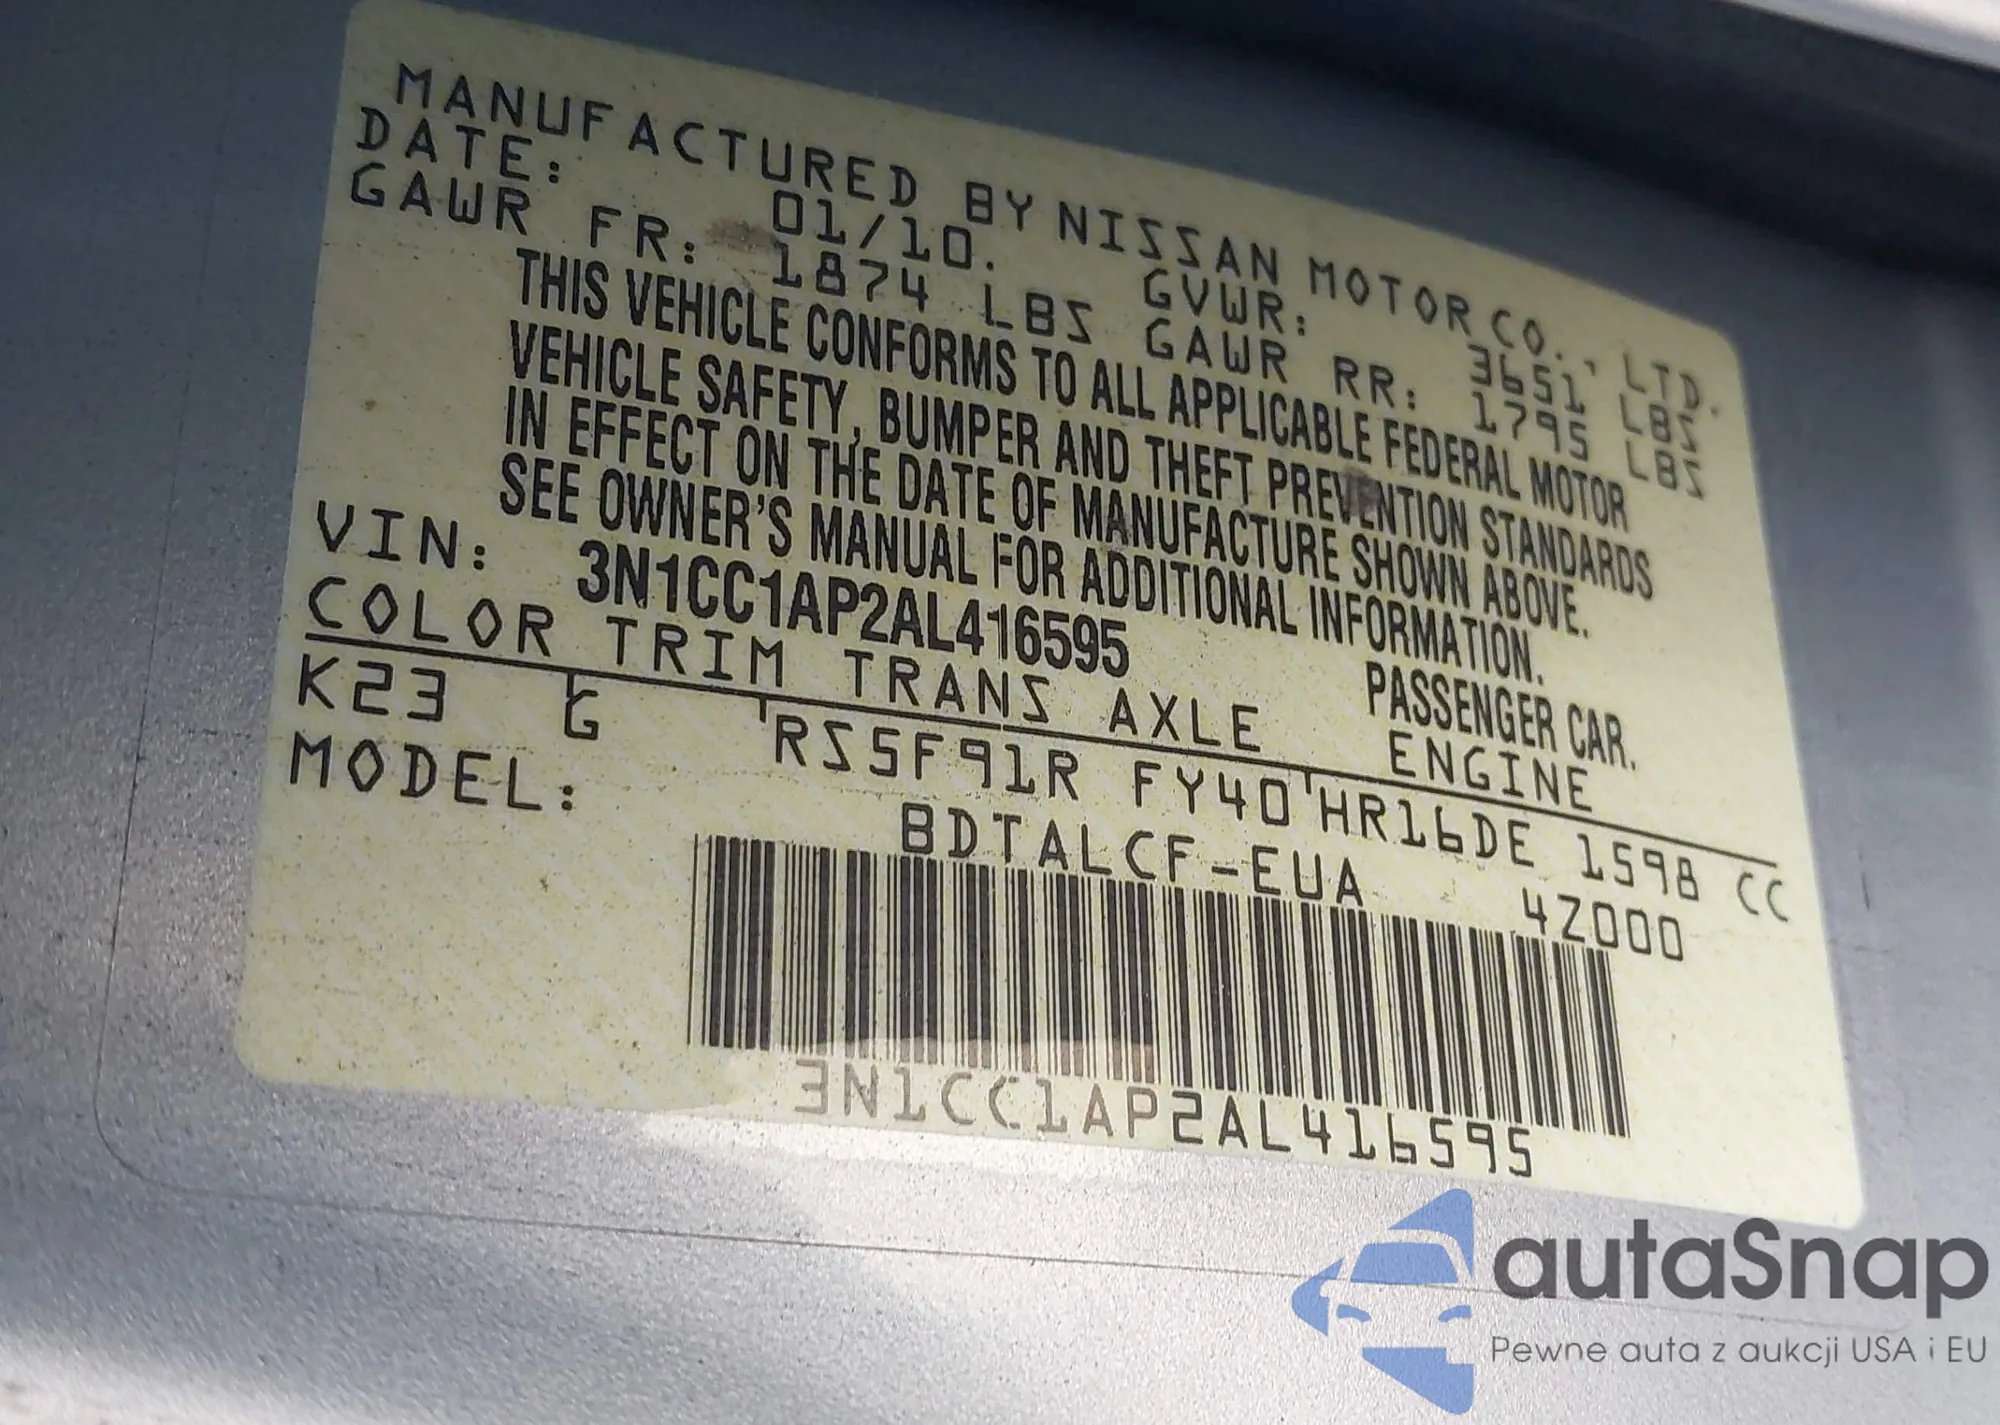 MANUFACTURED BY NISSAN MOTOR CO., LTD.
DATE: 01/10. GVWR: 3651 LBS
GAWR FR: 1874 LBS GAWR RR: 1795 LBS
THIS VEHICLE CONFORMS TO ALL APPLICABLE FEDERAL MOTOR
VEHICLE SAFETY, BUMPER AND THEFT PREVENTION STANDARDS
IN EFFECT ON THE DATE OF MANUFACTURE SHOWN ABOVE.
SEE OWNER'S MANUAL FOR ADDITIONAL INFORMATION.
VIN: 3N1CC1AP2AL416595 PASSENGER CAR.
COLOR TRIM TRANS AXLE ENGINE
K23 G RS5F91R FY40 HR16DE 1598 CC
MODEL: BDTALCF-EUA 4Z000
3N1CC1AP2AL416595
autaSnap
Pewne auta z aukcji USA i EU